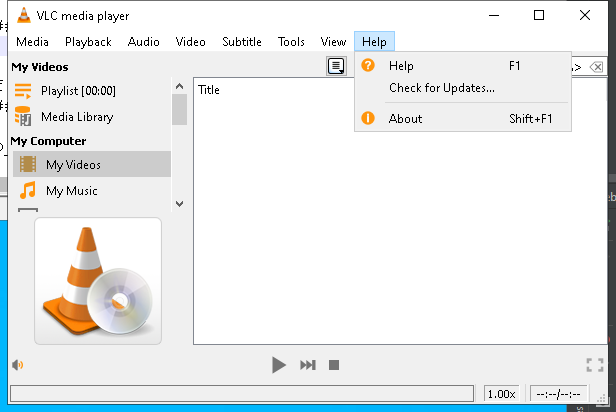 VLC media player
Media Playback Audio Video Subtitle Tools View Help
My Videos
Playlist [00:00]
Media Library
My Computer
My Videos
My Music
Title
Help F1
Check for Updates...
About Shift+F1
1.00x
--:--/--:--